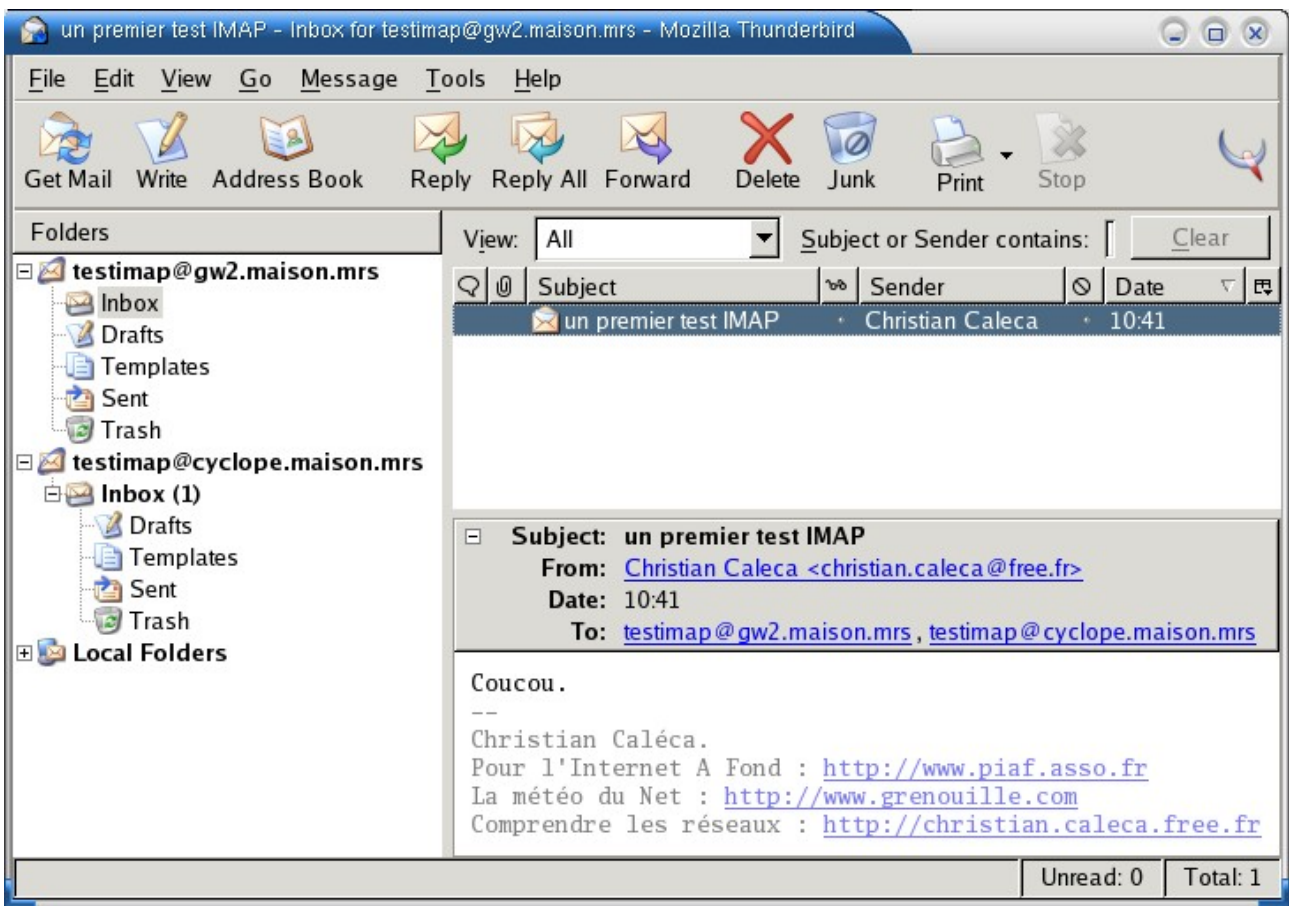 un premier test IMAP - Inbox for testimap@gw2.maison.mrs - Mozilla Thunderbird
File Edit View Go Message Tools Help
Get Mail Write Address Book Reply Reply All Forward Delete Junk Print Stop
Folders
testimap@gw2.maison.mrs
Inbox
Drafts
Templates
Sent
Trash
testimap@cyclope.maison.mrs
Inbox (1)
Drafts
Templates
Sent
Trash
Local Folders
View: All Subject or Sender contains: Clear
Subject Sender Date
un premier test IMAP Christian Caleca 10:41
Subject: un premier test IMAP
From: Christian Caleca <christian.caleca@free.fr>
Date: 10:41
To: testimap@gw2.maison.mrs , testimap@cyclope.maison.mrs
Coucou.
--
Christian Caléca.
Pour l'Internet A Fond : http://www.piaf.asso.fr
La météo du Net : http://www.grenouille.com
Comprendre les réseaux : http://christian.caleca.free.fr
Unread: 0 Total: 1